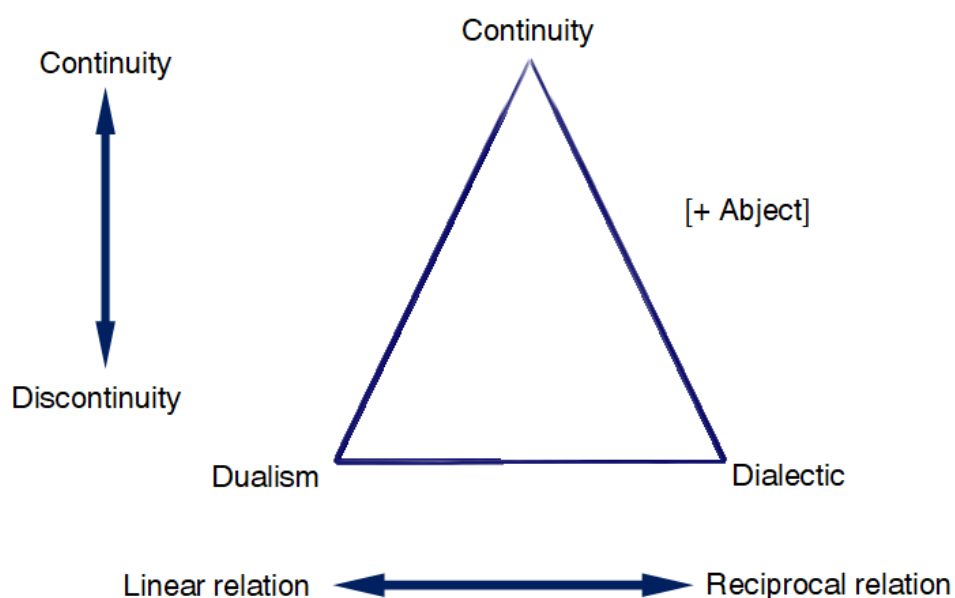 Continuity
Continuity
[+ Abject]
Discontinuity
Dualism
Dialectic
Linear relation
Reciprocal relation